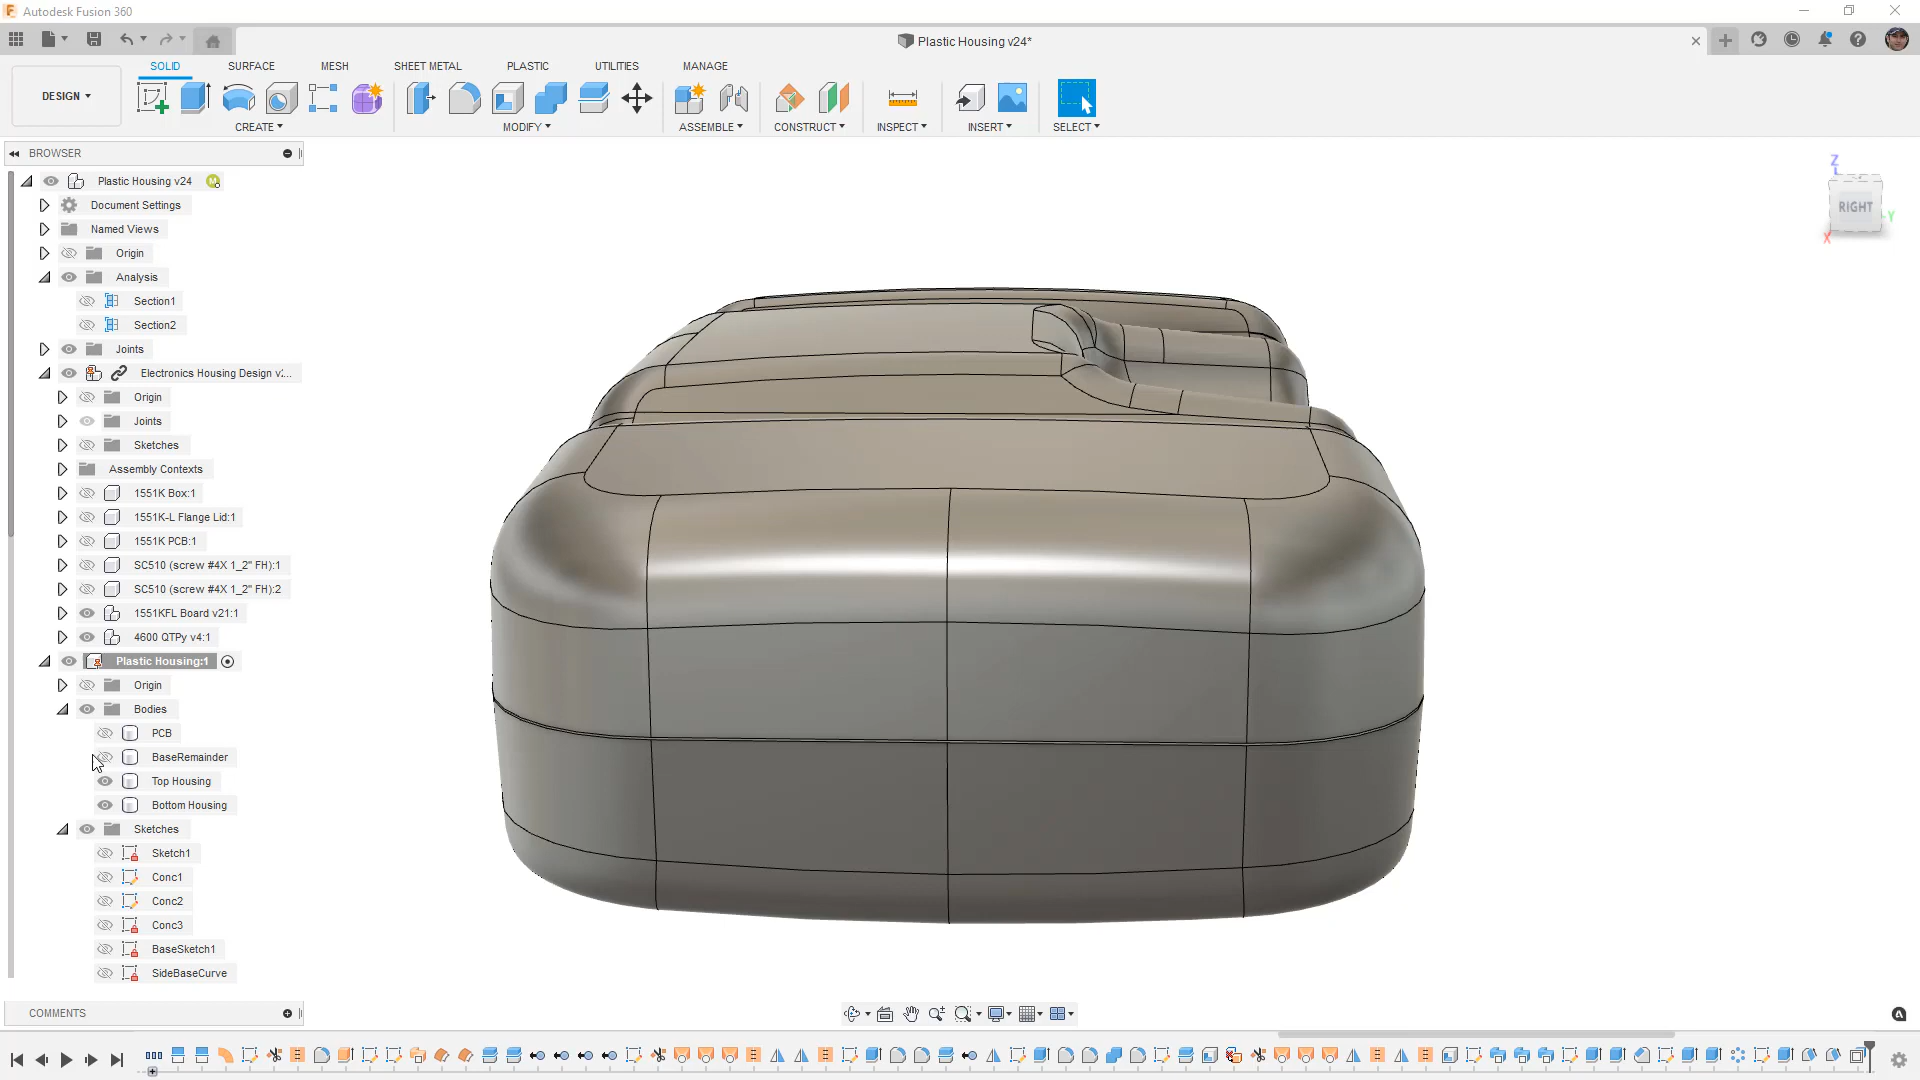 Autodesk Fusion 360
Plastic Housing v24*
DESIGN
SOLID SURFACE MESH SHEET METAL PLASTIC UTILITIES MANAGE
CREATE MODIFY ASSEMBLE CONSTRUCT INSPECT INSERT SELECT
BROWSER
Plastic Housing v24
Document Settings
Named Views
Origin
Analysis
Section1
Section2
Joints
Electronics Housing Design v2...
Origin
Joints
Sketches
Assembly Contexts
1551K Box:1
1551K-L Flange Lid:1
1551K PCB:1
SC510 (screw #4X 1_2" FH):1
SC510 (screw #4X 1_2" FH):2
1551KFL Board v21:1
4600 QTPy v4:1
Plastic Housing:1
Origin
Bodies
PCB
BaseRemainder
Top Housing
Bottom Housing
Sketches
Sketch1
Conc1
Conc2
Conc3
BaseSketch1
SideBaseCurve
Z
RIGHT
Y
X
COMMENTS